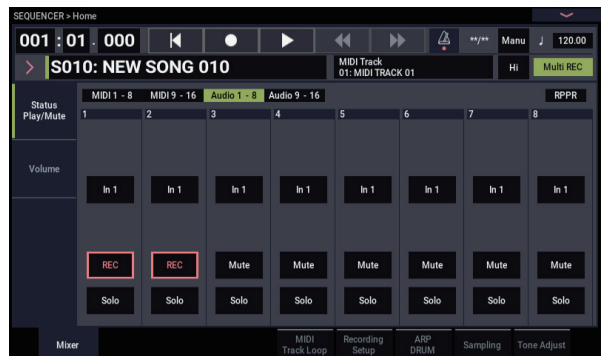 SEQUENCER > Home
001 : 01 . 000 **/** Manu ♩ 120.00
> S010: NEW SONG 010 MIDI Track Hi Multi REC
01: MIDI TRACK 01
Status MIDI 1 - 8 MIDI 9 - 16 Audio 1 - 8 Audio 9 - 16 RPPR
Play/Mute 1 2 3 4 5 6 7 8
Volume
In 1 In 1 In 1 In 1 In 1 In 1 In 1 In 1
REC REC Mute Mute Mute Mute Mute Mute
Solo Solo Solo Solo Solo Solo Solo Solo
Mixer MIDI Recording ARP Sampling Tone Adjust
Track Loop Setup DRUM